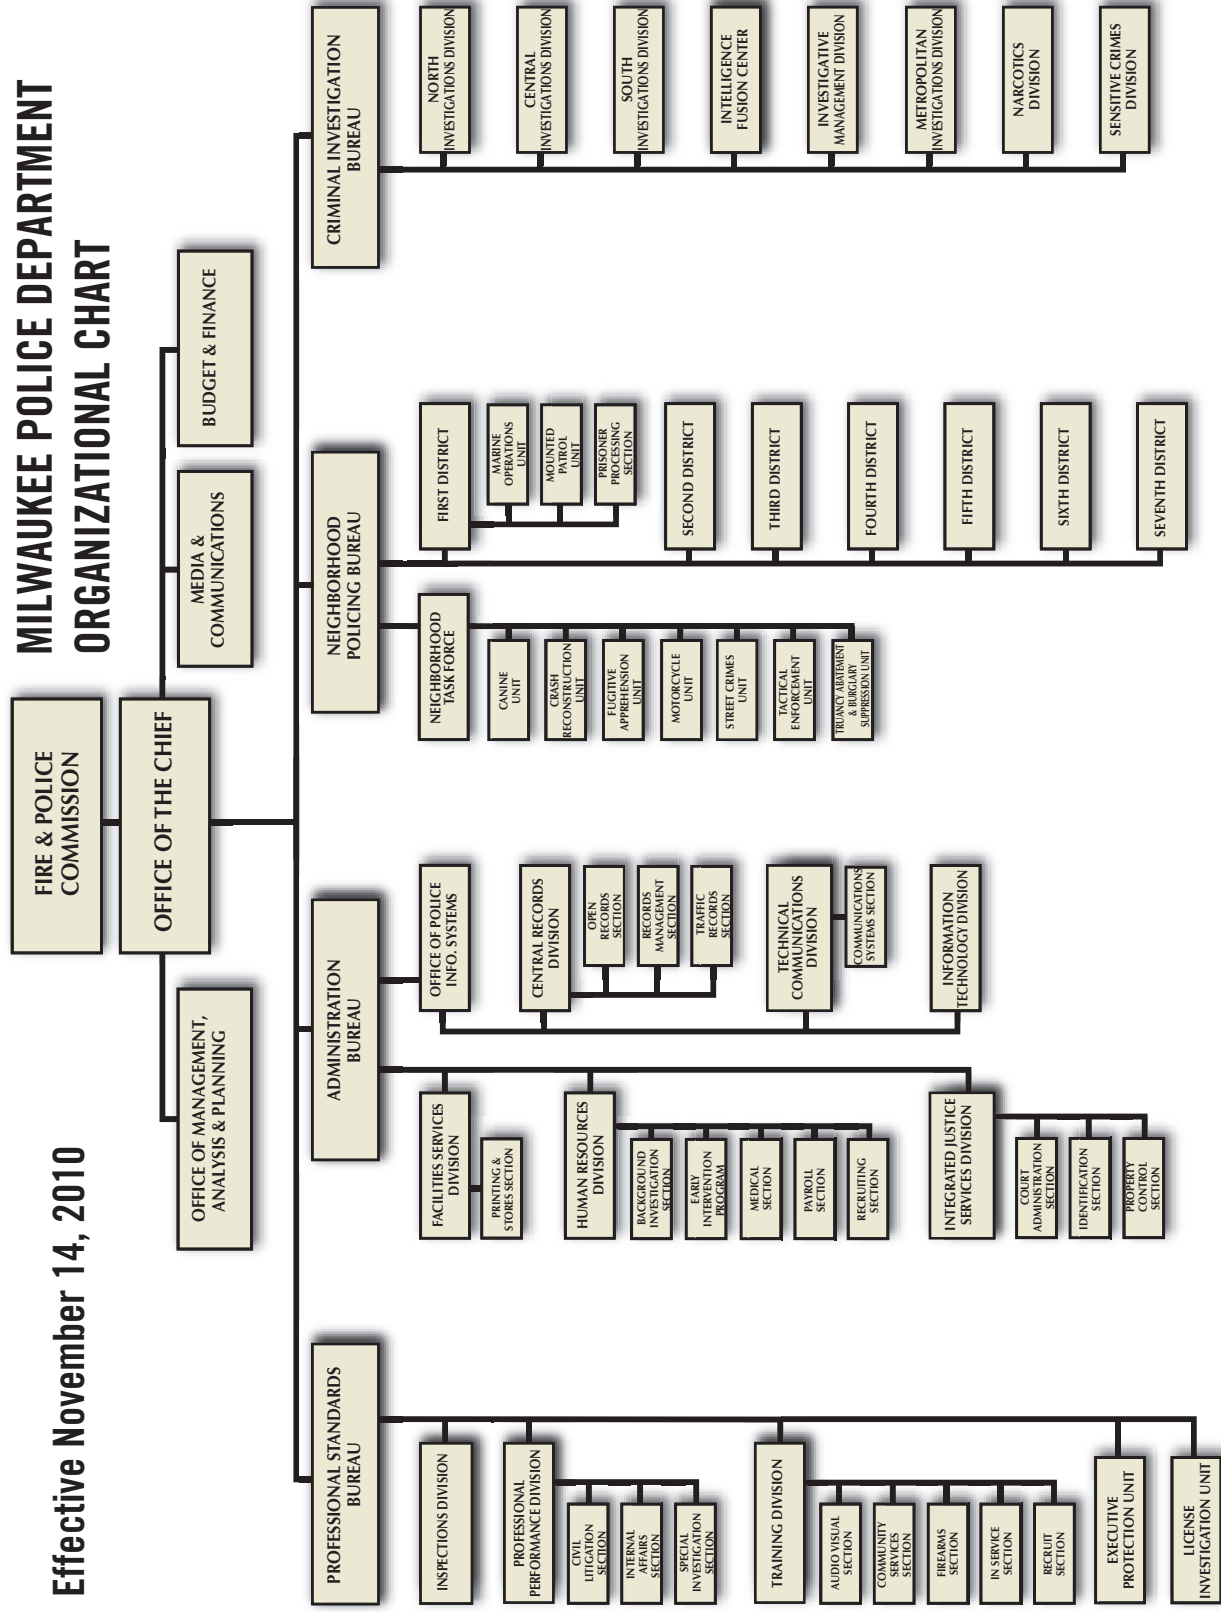 Effective November 14, 2010
MILWAUKEE POLICE DEPARTMENT
ORGANIZATIONAL CHART
FIRE & POLICE
COMMISSION
OFFICE OF THE CHIEF
OFFICE OF MANAGEMENT,
ANALYSIS & PLANNING
MEDIA &
COMMUNICATIONS
BUDGET & FINANCE
PROFESSIONAL STANDARDS
BUREAU
INSPECTIONS DIVISION
PROFESSIONAL
PERFORMANCE DIVISION
CIVIL
LITIGATION
SECTION
INTERNAL
AFFAIRS
SECTION
SPECIAL
INVESTIGATION
SECTION
TRAINING DIVISION
AUDIO VISUAL
SECTION
COMMUNITY
SERVICES
SECTION
FIREARMS
SECTION
IN SERVICE
SECTION
RECRUIT
SECTION
EXECUTIVE
PROTECTION UNIT
LICENSE
INVESTIGATION UNIT
ADMINISTRATION
BUREAU
FACILITIES SERVICES
DIVISION
PRINTING &
STORES SECTION
HUMAN RESOURCES
DIVISION
BACKGROUND
INVESTIGATION
SECTION
EARLY
INTERVENTION
PROGRAM
MEDICAL
SECTION
PAYROLL
SECTION
RECRUITING
SECTION
INTEGRATED JUSTICE
SERVICES DIVISION
COURT
ADMINISTRATION
SECTION
IDENTIFICATION
SECTION
PROPERTY
CONTROL
SECTION
OFFICE OF POLICE
INFO. SYSTEMS
CENTRAL RECORDS
DIVISION
OPEN
RECORDS
SECTION
RECORDS
MANAGEMENT
SECTION
TRAFFIC
RECORDS
SECTION
TECHNICAL
COMMUNICATIONS
DIVISION
COMMUNICATIONS
SYSTEMS SECTION
INFORMATION
TECHNOLOGY DIVISION
NEIGHBORHOOD
POLICING BUREAU
NEIGHBORHOOD
TASK FORCE
CANINE
UNIT
CRASH
RECONSTRUCTION
UNIT
FUGITIVE
APPREHENSION
UNIT
MOTORCYCLE
UNIT
STREET CRIMES
UNIT
TACTICAL
ENFORCEMENT
UNIT
TRUANCY ABATEMENT
& BURGLARY
SUPPRESSION UNIT
FIRST DISTRICT
MARINE
OPERATIONS
UNIT
MOUNTED
PATROL
UNIT
PRISONER
PROCESSING
SECTION
SECOND DISTRICT
THIRD DISTRICT
FOURTH DISTRICT
FIFTH DISTRICT
SIXTH DISTRICT
SEVENTH DISTRICT
CRIMINAL INVESTIGATION
BUREAU
NORTH
INVESTIGATIONS DIVISION
CENTRAL
INVESTIGATIONS DIVISION
SOUTH
INVESTIGATIONS DIVISION
INTELLIGENCE
FUSION CENTER
INVESTIGATIVE
MANAGEMENT DIVISION
METROPOLITAN
INVESTIGATIONS DIVISION
NARCOTICS
DIVISION
SENSITIVE CRIMES
DIVISION